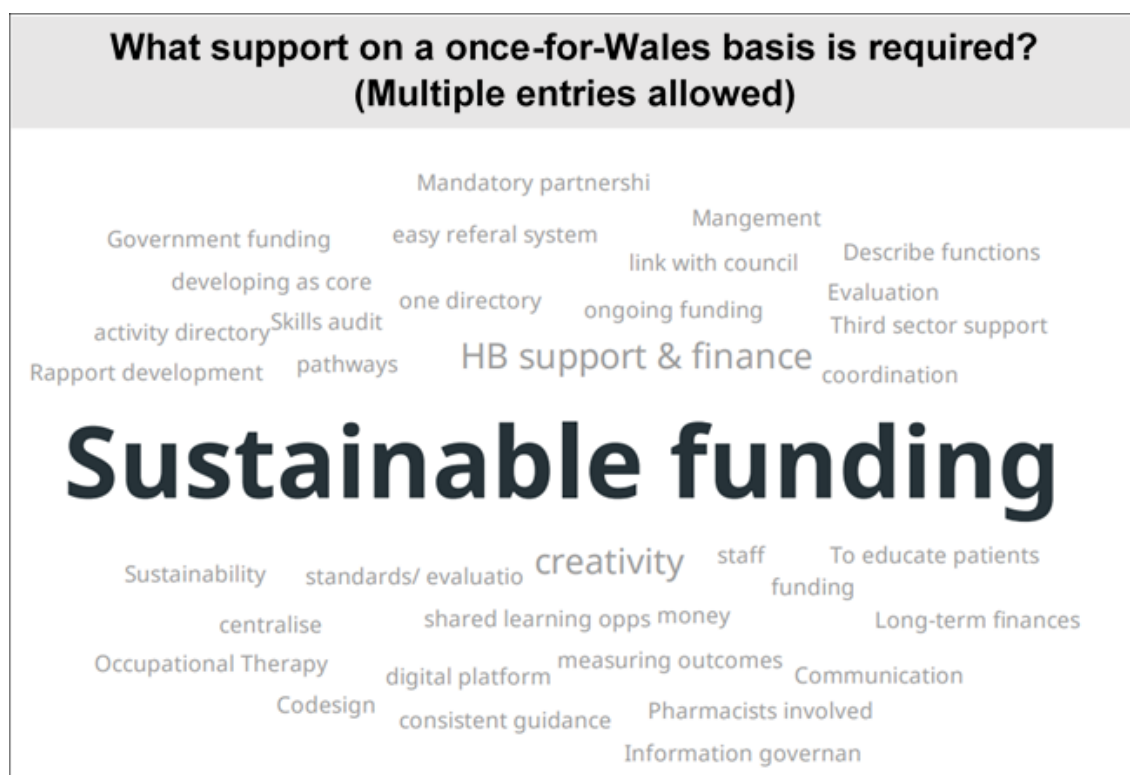 What support on a once-for-Wales basis is required?
(Multiple entries allowed)
Mandatory partnershi
Mangement
Government funding
easy referal system
Describe functions
link with council
developing as core
Evaluation
one directory
ongoing funding
activity directory
Skills audit
Third sector support
HB support & finance
Rapport development
pathways
coordination
Sustainable funding
creativity
staff
To educate patients
Sustainability
standards/ evaluatio
funding
centralise
shared learning opps
money
Long-term finances
Occupational Therapy
digital platform
measuring outcomes
Communication
Codesign
consistent guidance
Pharmacists involved
Information governan